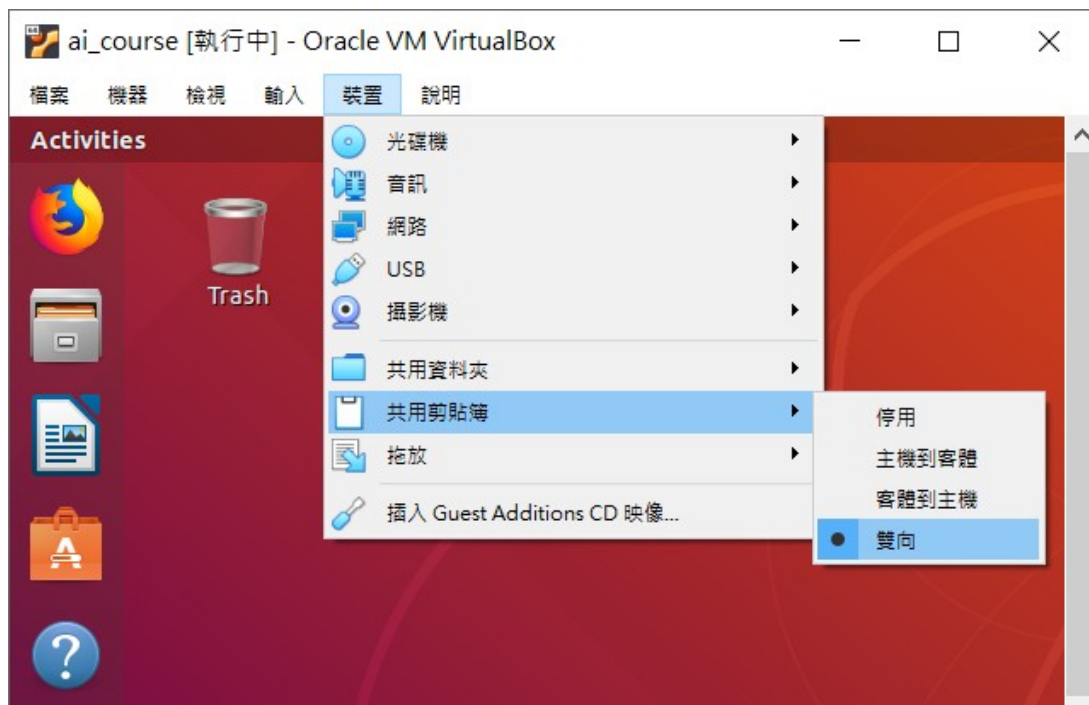 ai_course [執行中] - Oracle VM VirtualBox
檔案 機器 檢視 輸入 裝置 說明
Activities
Trash
光碟機
音訊
網路
USB
攝影機
共用資料夾
共用剪貼簿
拖放
插入 Guest Additions CD 映像...
停用
主機到客體
客體到主機
雙向